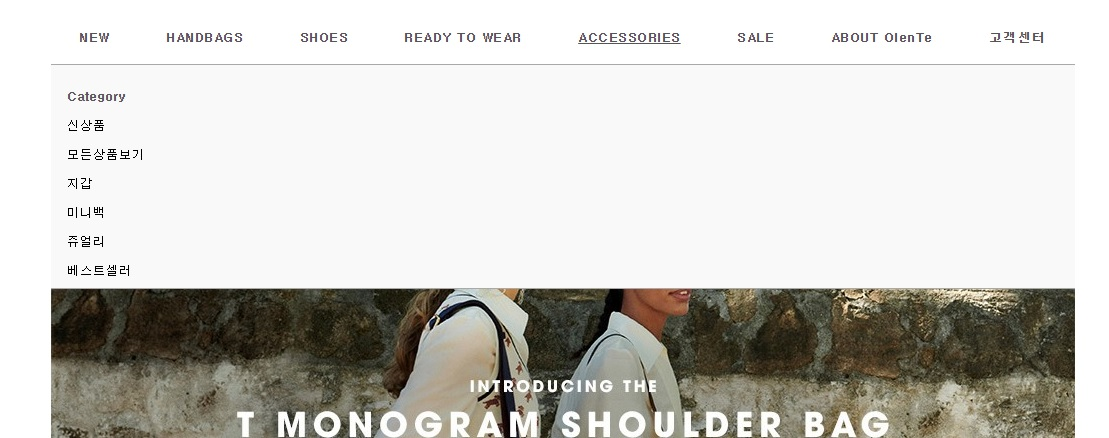 NEW HANDBAGS SHOES READY TO WEAR ACCESSORIES SALE ABOUT OlenTe 고객센터
Category
신상품
모든상품보기
지갑
미니백
쥬얼리
베스트셀러
INTRODUCING THE
T MONOGRAM SHOULDER BAG